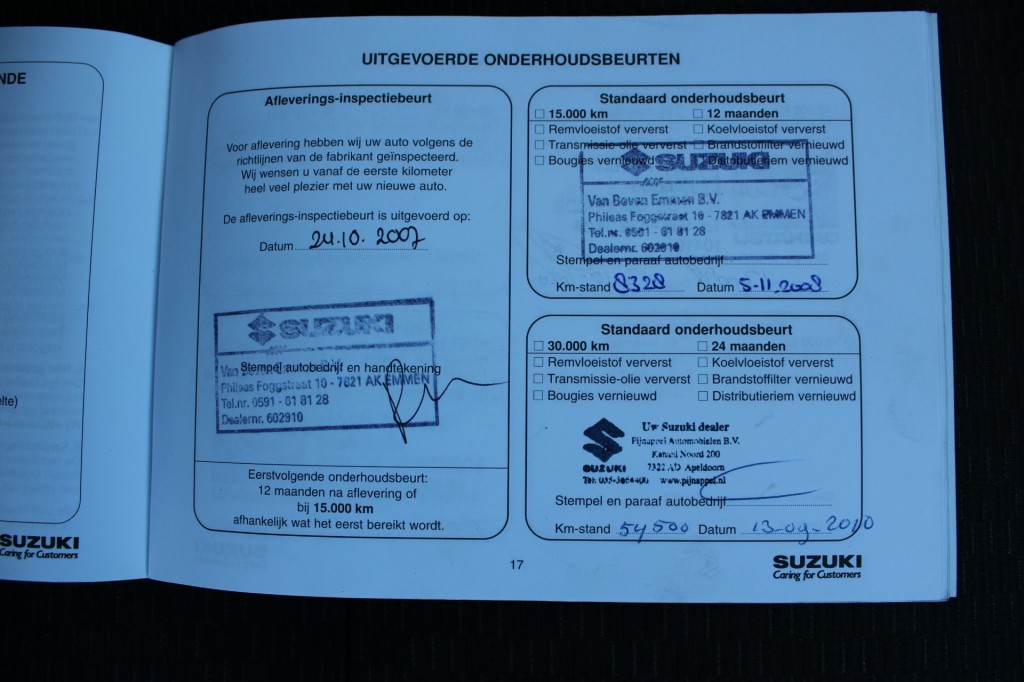 NDE
lte)
SUZUKI
Caring for Customers
UITGEVOERDE ONDERHOUDSBEURTEN
Afleverings-inspectiebeurt
Voor aflevering hebben wij uw auto volgens de
richtlijnen van de fabrikant geïnspecteerd.
Wij wensen u vanaf de eerste kilometer
heel veel plezier met uw nieuwe auto.
De afleverings-inspectiebeurt is uitgevoerd op:
Datum 24.10.2007
SUZUKI
Stempel autobedrijf en handtekening
Phileas Foggstraat 10 - 7821 AK EMMEN
Tel.nr. 0591 - 61 81 28
Dealernr. 602910
Eerstvolgende onderhoudsbeurt:
12 maanden na aflevering of
bij 15.000 km
afhankelijk wat het eerst bereikt wordt.
Standaard onderhoudsbeurt
15.000 km 12 maanden
Remvloeistof ververst Koelvloeistof ververst
Transmissie-olie ververst Brandstoffilter vernieuwd
Bougies vernieuwd Distributieriem vernieuwd
SUZUKI
Van Boven Emmen B.V.
Phileas Foggstraat 10 - 7821 AK EMMEN
Tel.nr. 0591 - 61 81 28
Dealernr. 602910
Stempel en paraaf autobedrijf
Km-stand 8328 Datum 5-11-2008
Standaard onderhoudsbeurt
30.000 km 24 maanden
Remvloeistof ververst Koelvloeistof ververst
Transmissie-olie ververst Brandstoffilter vernieuwd
Bougies vernieuwd Distributieriem vernieuwd
Uw Suzuki dealer
Pijnappel Automobielen B.V.
Kanaal Noord 200
SUZUKI 7322 AD Apeldoorn
www.pijnappel.nl
Stempel en paraaf autobedrijf
Km-stand 54500 Datum 13-09-2010
17
SUZUKI
Caring for Customers